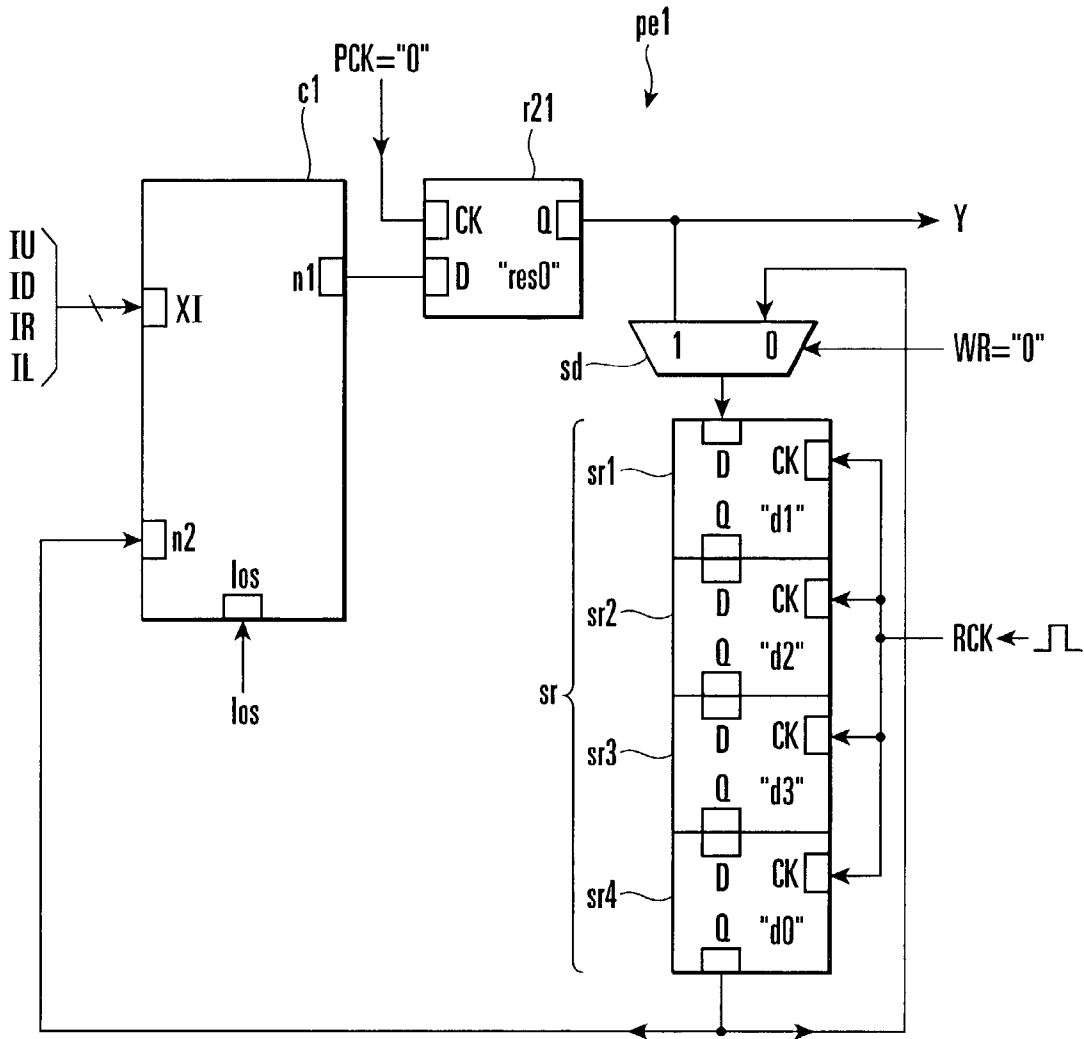 pe1
PCK="0"
c1
r21
CK Q
D "res0"
Y
IU
ID
IR
IL
XI
n1
1 0
sd
WR="0"
n2
Ios
Ios
sr
sr1
D CK
Q "d1"
sr2
D CK
Q "d2"
RCK
sr3
D CK
Q "d3"
sr4
D CK
Q "d0"